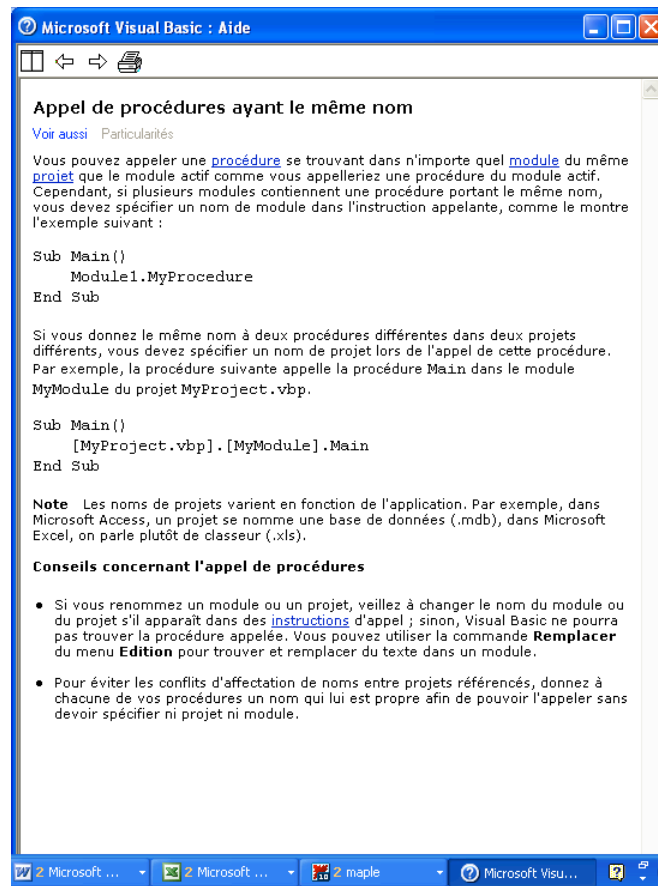 Microsoft Visual Basic : Aide
Appel de procédures ayant le même nom
Voir aussi Particularités
Vous pouvez appeler une procédure se trouvant dans n'importe quel module du même
projet que le module actif comme vous appelleriez une procédure du module actif.
Cependant, si plusieurs modules contiennent une procédure portant le même nom,
vous devez spécifier un nom de module dans l'instruction appelante, comme le montre
l'exemple suivant :
Sub Main()
Module1.MyProcedure
End Sub
Si vous donnez le même nom à deux procédures différentes dans deux projets
différents, vous devez spécifier un nom de projet lors de l'appel de cette procédure.
Par exemple, la procédure suivante appelle la procédure Main dans le module
MyModule du projet MyProject.vbp.
Sub Main()
[MyProject.vbp].[MyModule].Main
End Sub
Note Les noms de projets varient en fonction de l'application. Par exemple, dans
Microsoft Access, un projet se nomme une base de données (.mdb), dans Microsoft
Excel, on parle plutôt de classeur (.xls).
Conseils concernant l'appel de procédures
• Si vous renommez un module ou un projet, veillez à changer le nom du module ou
du projet s'il apparaît dans des instructions d'appel ; sinon, Visual Basic ne pourra
pas trouver la procédure appelée. Vous pouvez utiliser la commande Remplacer
du menu Edition pour trouver et remplacer du texte dans un module.
• Pour éviter les conflits d'affectation de noms entre projets référencés, donnez à
chacune de vos procédures un nom qui lui est propre afin de pouvoir l'appeler sans
devoir spécifier ni projet ni module.
2 Microsoft ... 2 Microsoft ... 2 maple Microsoft Visu...